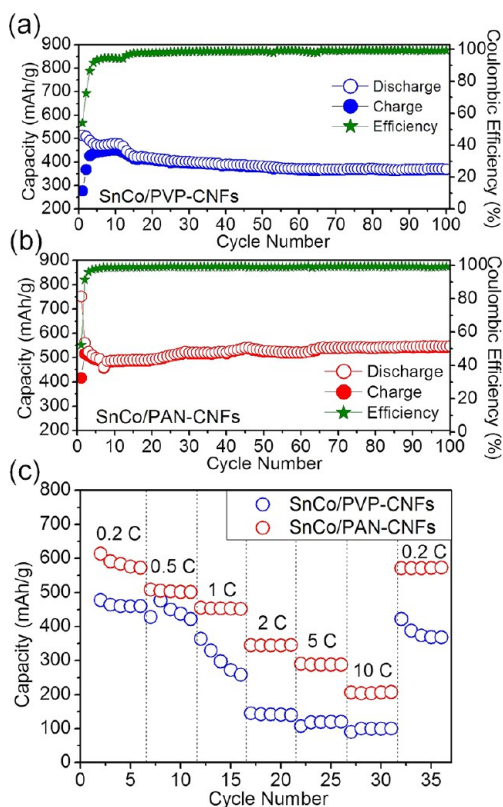 (a)
900
800
700
600
500
400
300
200
Capacity (mAh/g)
100
80
60
40
20
0
Coulombic Efficiency (%)
Discharge
Charge
Efficiency
SnCo/PVP-CNFs
0 10 20 30 40 50 60 70 80 90 100
Cycle Number
(b)
900
800
700
600
500
400
300
200
Capacity (mAh/g)
100
80
60
40
20
0
Coulombic Efficiency (%)
Discharge
Charge
Efficiency
SnCo/PAN-CNFs
0 10 20 30 40 50 60 70 80 90 100
Cycle Number
(c)
800
700
600
500
400
300
200
100
0
Capacity (mAh/g)
SnCo/PVP-CNFs
SnCo/PAN-CNFs
0.2 C
0.5 C
1 C
2 C
5 C
10 C
0.2 C
0 5 10 15 20 25 30 35
Cycle Number